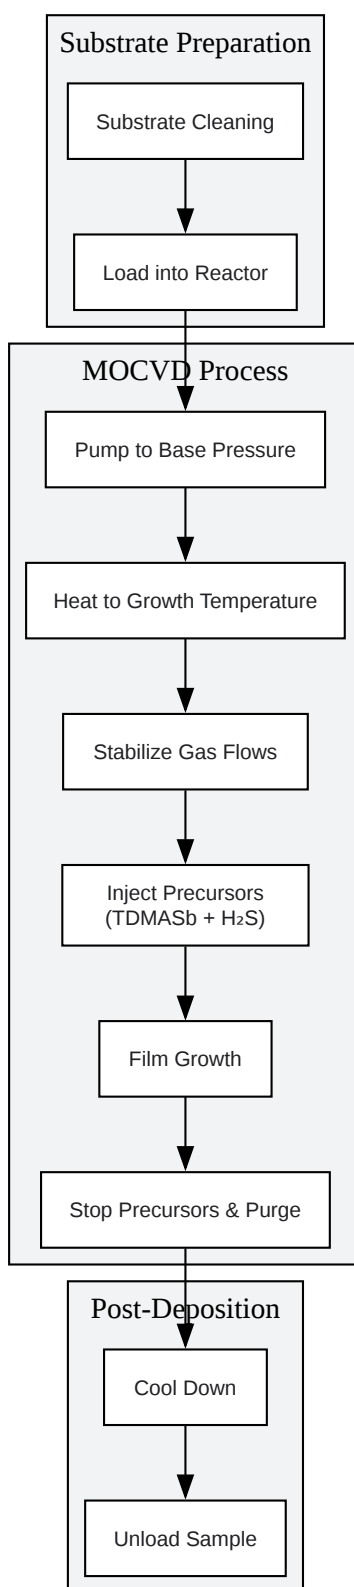 Substrate Preparation
Substrate Cleaning
Load into Reactor
MOCVD Process
Pump to Base Pressure
Heat to Growth Temperature
Stabilize Gas Flows
Inject Precursors
(TDMASb + H₂S)
Film Growth
Stop Precursors & Purge
Post-Deposition
Cool Down
Unload Sample